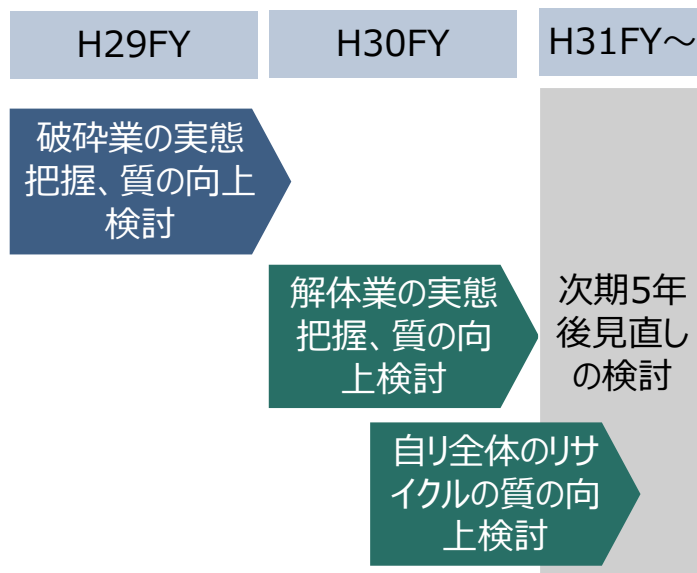 H29FY
H30FY
H31FY～
破砕業の実態
把握、質の向上
検討
解体業の実態
把握、質の向
上検討
次期5年
後見直し
の検討
自リ全体のリサ
イクルの質の向
上検討